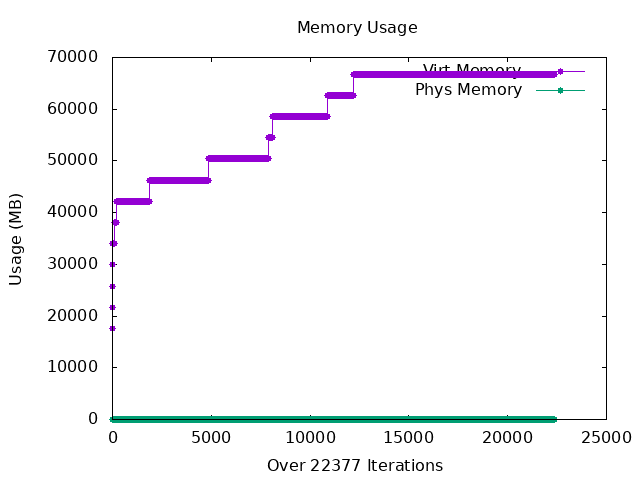 Memory Usage
70000
60000
50000
40000
30000
20000
10000
0
Usage (MB)
Virt Memory
Phys Memory
0 5000 10000 15000 20000 25000
Over 22377 Iterations